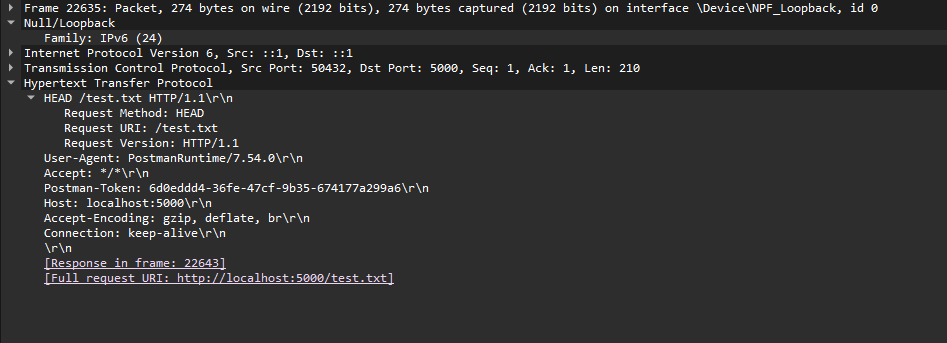 Frame 22635: Packet, 274 bytes on wire (2192 bits), 274 bytes captured (2192 bits) on interface \Device\NPF_Loopback, id 0
Null/Loopback
Family: IPv6 (24)
Internet Protocol Version 6, Src: ::1, Dst: ::1
Transmission Control Protocol, Src Port: 50432, Dst Port: 5000, Seq: 1, Ack: 1, Len: 210
Hypertext Transfer Protocol
HEAD /test.txt HTTP/1.1\r\n
Request Method: HEAD
Request URI: /test.txt
Request Version: HTTP/1.1
User-Agent: PostmanRuntime/7.54.0\r\n
Accept: */*\r\n
Postman-Token: 6d0eddd4-36fe-47cf-9b35-674177a299a6\r\n
Host: localhost:5000\r\n
Accept-Encoding: gzip, deflate, br\r\n
Connection: keep-alive\r\n
\r\n
[Response in frame: 22643]
[Full request URI: http://localhost:5000/test.txt]